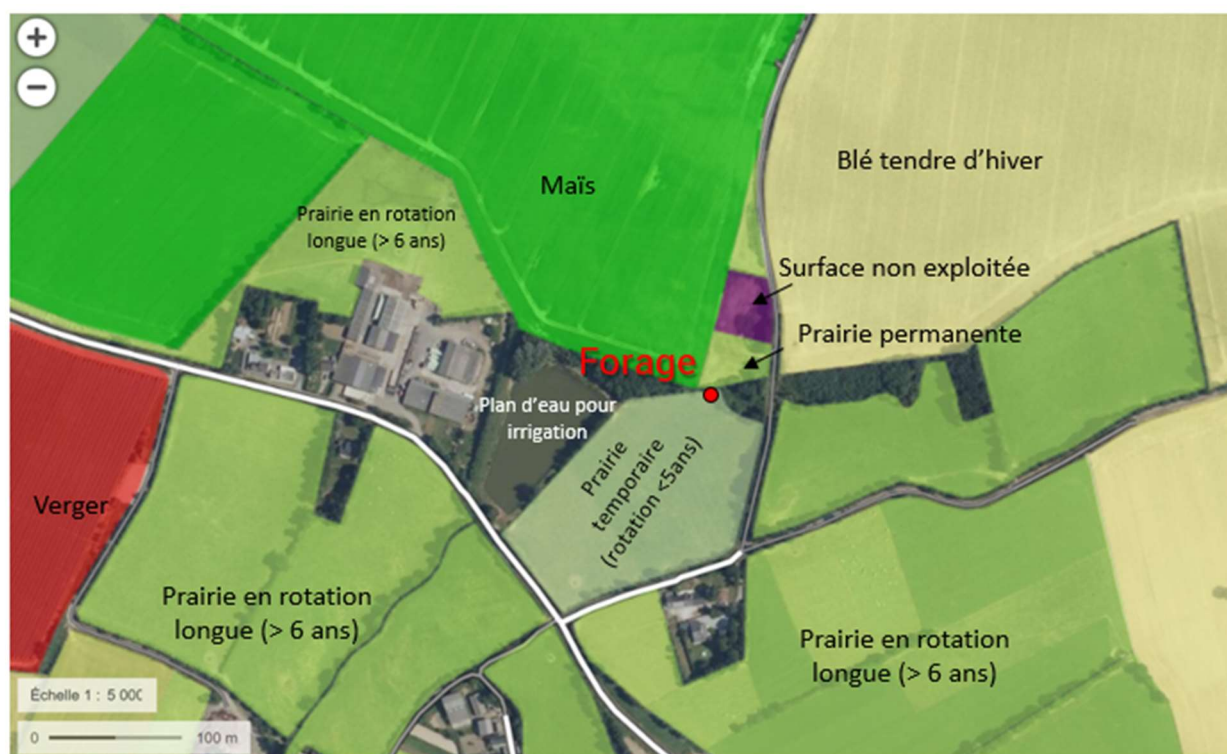 +
−
Blé tendre d'hiver
Maïs
Prairie en rotation
longue (> 6 ans)
Surface non exploitée
Prairie permanente
Forage
Plan d'eau pour
irrigation
Prairie
temporaire
(rotation <5ans)
Verger
Prairie en rotation
longue (> 6 ans)
Prairie en rotation
longue (> 6 ans)
Échelle 1 : 5 000
0 100 m